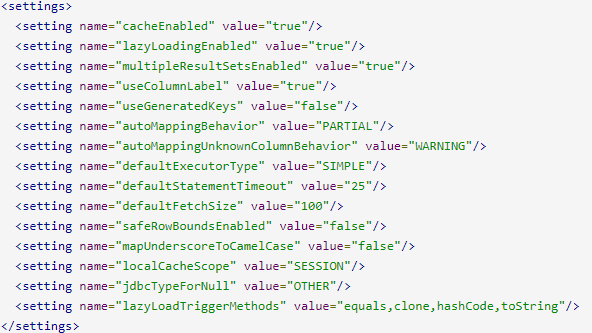 <settings>
  <setting name="cacheEnabled" value="true"/>
  <setting name="lazyLoadingEnabled" value="true"/>
  <setting name="multipleResultSetsEnabled" value="true"/>
  <setting name="useColumnLabel" value="true"/>
  <setting name="useGeneratedKeys" value="false"/>
  <setting name="autoMappingBehavior" value="PARTIAL"/>
  <setting name="autoMappingUnknownColumnBehavior" value="WARNING"/>
  <setting name="defaultExecutorType" value="SIMPLE"/>
  <setting name="defaultStatementTimeout" value="25"/>
  <setting name="defaultFetchSize" value="100"/>
  <setting name="safeRowBoundsEnabled" value="false"/>
  <setting name="mapUnderscoreToCamelCase" value="false"/>
  <setting name="localCacheScope" value="SESSION"/>
  <setting name="jdbcTypeForNull" value="OTHER"/>
  <setting name="lazyLoadTriggerMethods" value="equals,clone,hashCode,toString"/>
</settings>